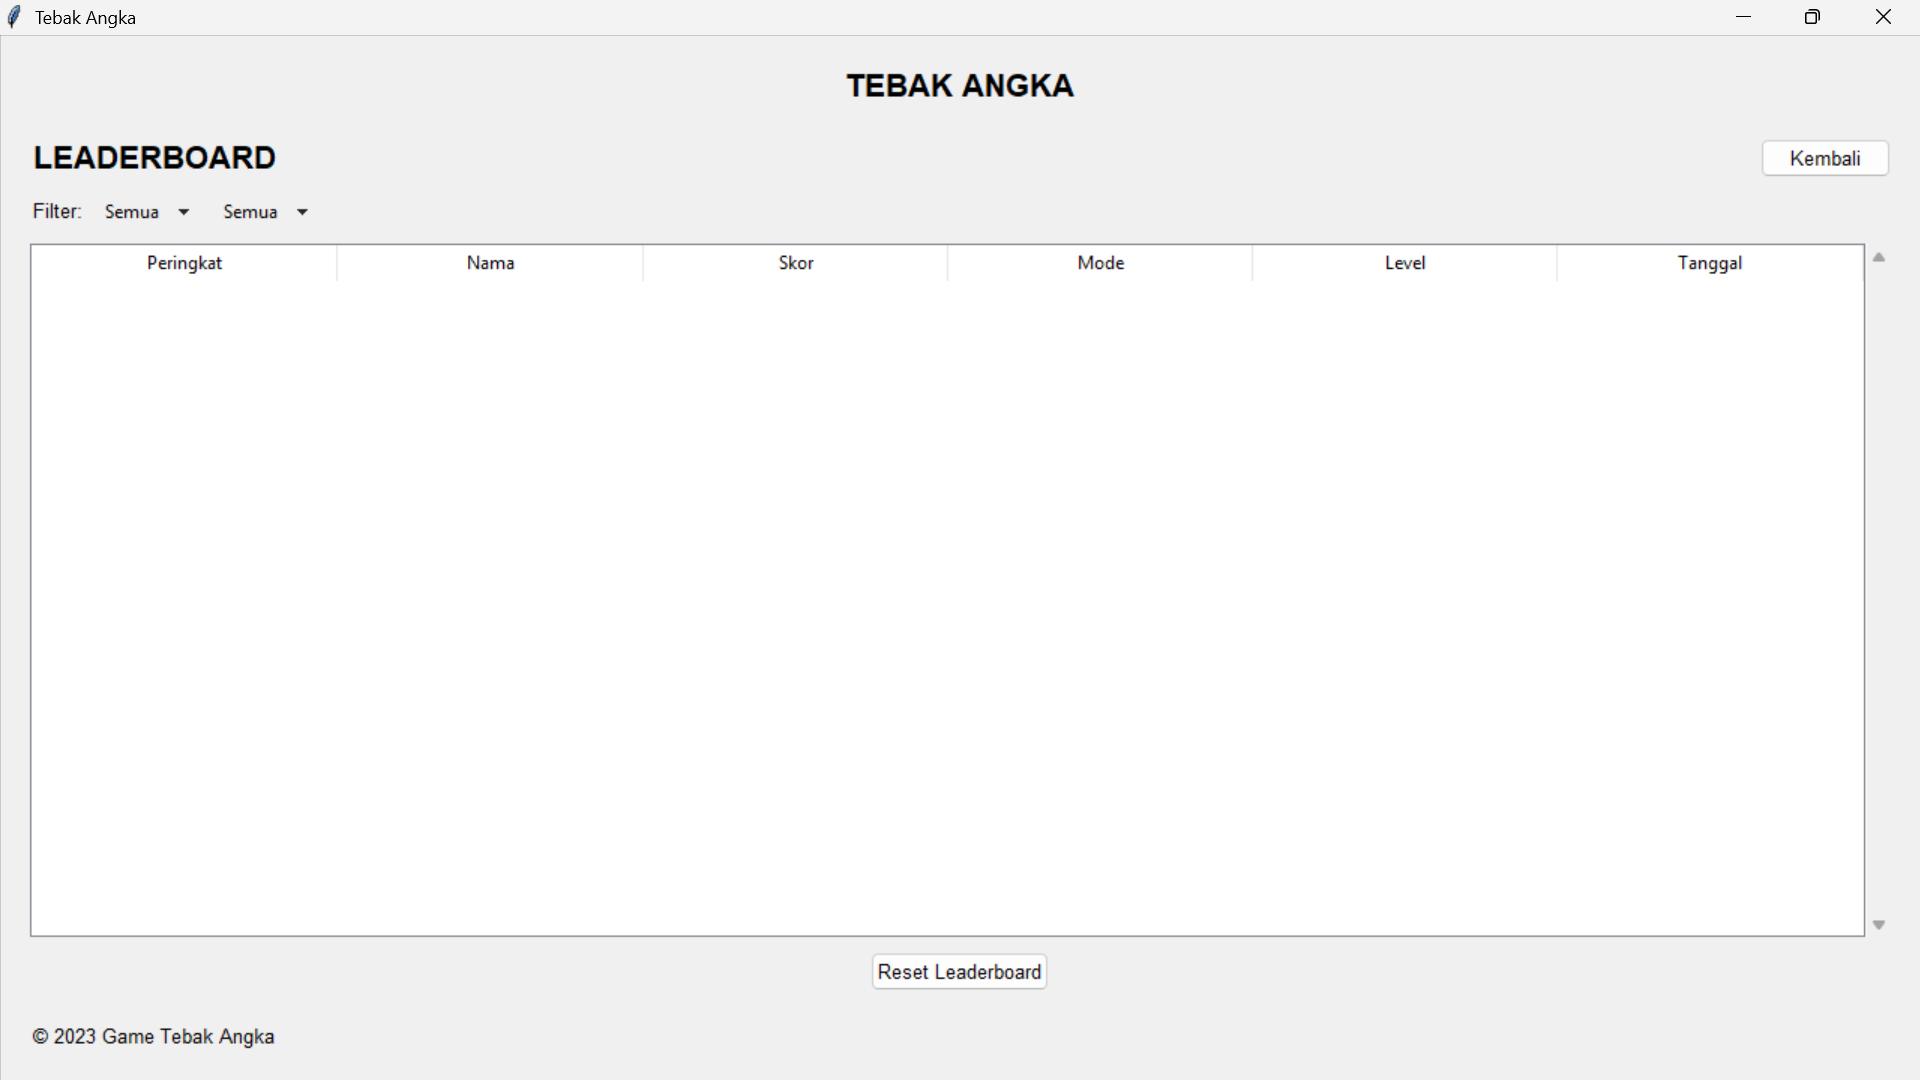 Tebak Angka
TEBAK ANGKA
LEADERBOARD
Kembali
Filter: Semua Semua
Peringkat Nama Skor Mode Level Tanggal
Reset Leaderboard
© 2023 Game Tebak Angka